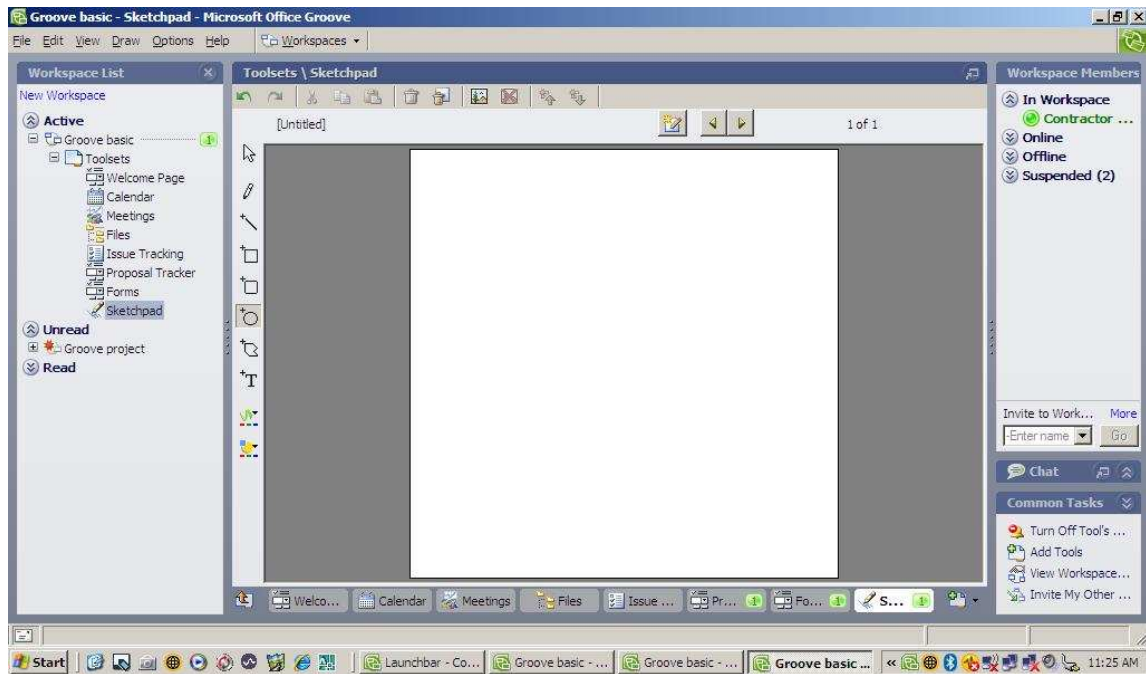 Groove basic - Sketchpad - Microsoft Office Groove
File Edit View Draw Options Help Workspaces
Workspace List
New Workspace
Active
Groove basic 1
Toolsets
Welcome Page
Calendar
Meetings
Files
Issue Tracking
Proposal Tracker
Forms
Sketchpad
Unread
Groove project
Read
Toolsets \ Sketchpad
[Untitled] 1 of 1
T
Welco... Calendar Meetings Files Issue ... Pr... 1 Fo... 1 S... 1
Workspace Members
In Workspace
Contractor ...
Online
Offline
Suspended (2)
Invite to Work... More
-Enter name Go
Chat
Common Tasks
Turn Off Tool's ...
Add Tools
View Workspace...
Invite My Other ...
Start Launchbar - Co... Groove basic - ... Groove basic - ... Groove basic ... « 11:25 AM